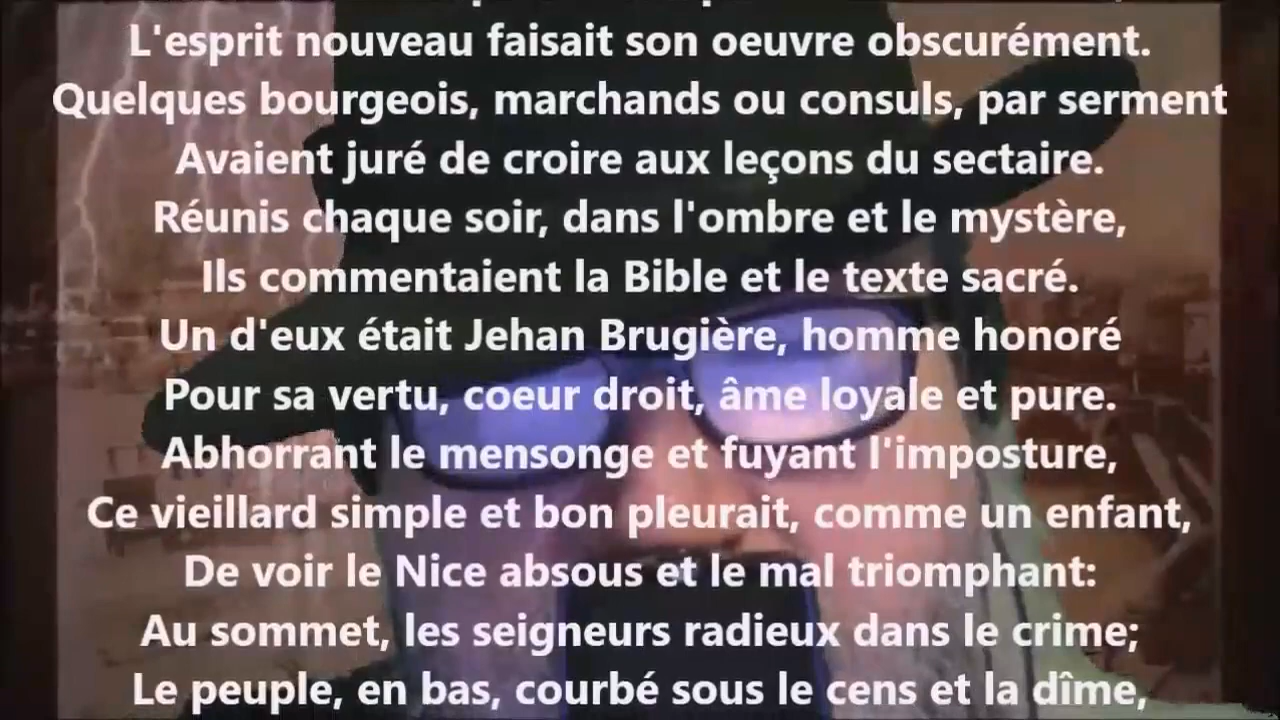 L'esprit nouveau faisait son oeuvre obscurément.
Quelques bourgeois, marchands ou consuls, par serment
Avaient juré de croire aux leçons du sectaire.
Réunis chaque soir, dans l'ombre et le mystère,
Ils commentaient la Bible et le texte sacré.
Un d'eux était Jehan Brugière, homme honoré
Pour sa vertu, coeur droit, âme loyale et pure.
Abhorrant le mensonge et fuyant l'imposture,
Ce vieillard simple et bon pleurait, comme un enfant,
De voir le Nice absous et le mal triomphant:
Au sommet, les seigneurs radieux dans le crime;
Le peuple, en bas, courbé sous le cens et la dîme,